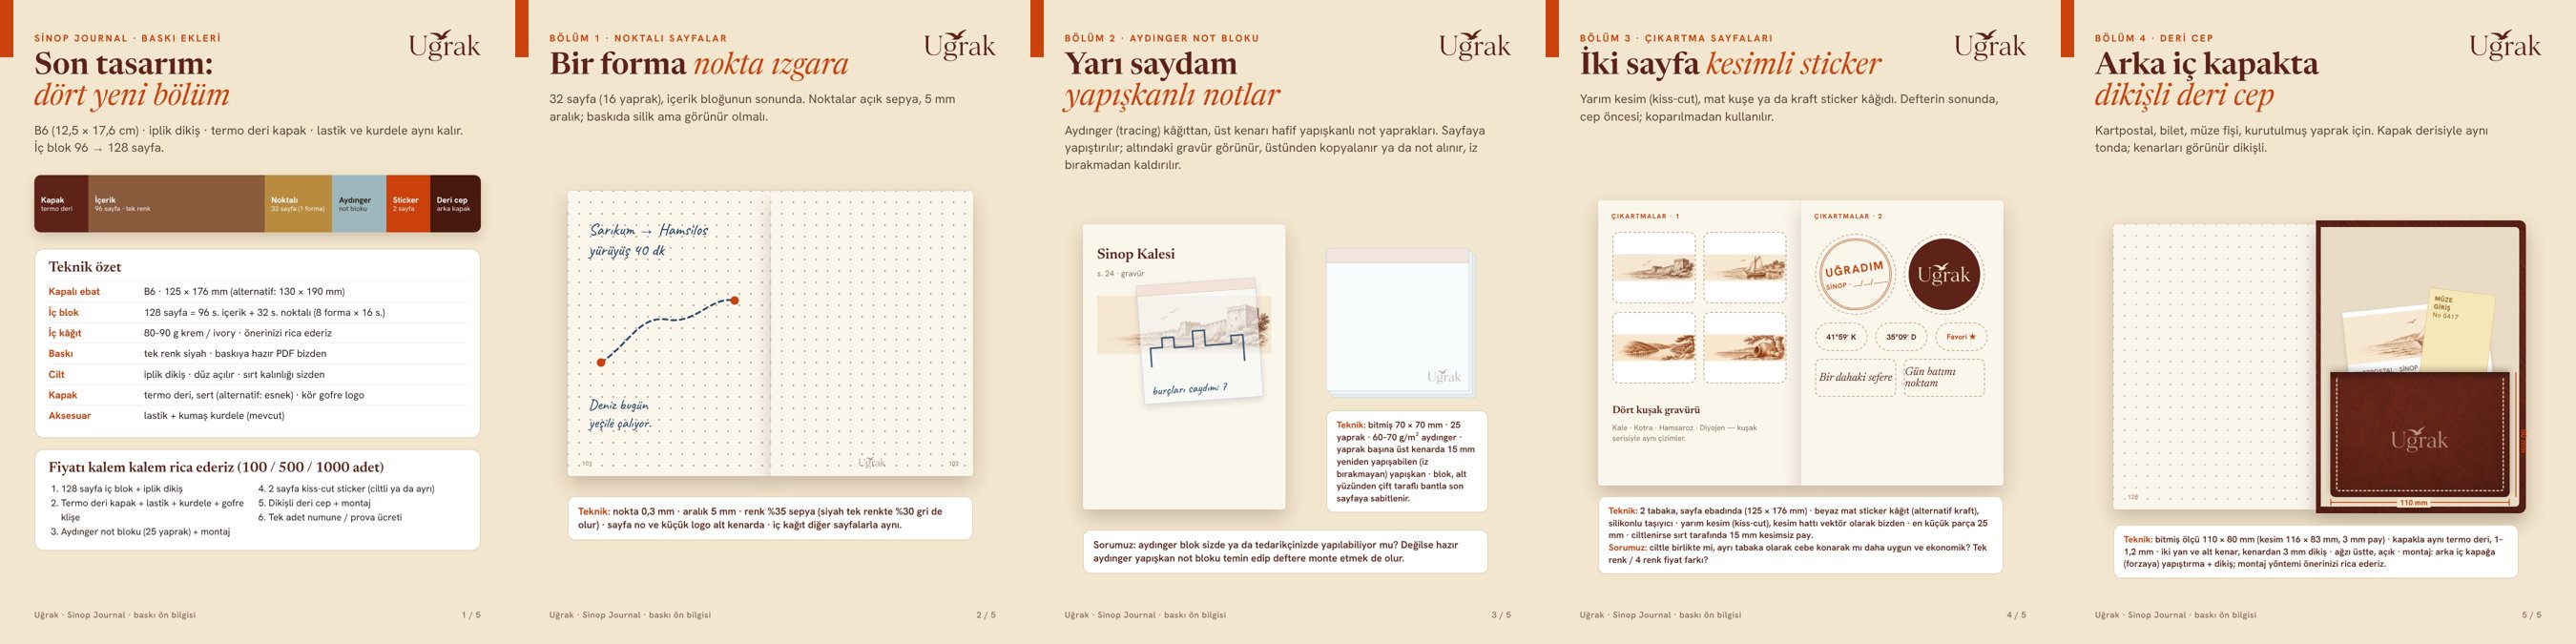 SİNOP JOURNAL · BASKI EKLERİ
Uğrak
Son tasarım:
dört yeni bölüm
B6 (12,5 × 17,6 cm) · iplik dikiş · termo deri kapak · lastik ve kurdele aynı kalır.
İç blok 96 → 128 sayfa.
Kapak
termo deri
İçerik
96 sayfa · tek renk
Noktalı
32 sayfa (1 forma)
Aydınger
not bloku
Sticker
2 sayfa
Deri cep
arka kapak
Teknik özet
Kapalı ebat B6 · 125 × 176 mm (alternatif: 130 × 190 mm)
İç blok 128 sayfa = 96 s. içerik + 32 s. noktalı (8 forma × 16 s.)
İç kâğıt 80–90 g krem / ivory · önerinizi rica ederiz
Baskı tek renk siyah · baskıya hazır PDF bizden
Cilt iplik dikiş · düz açılır · sırt kalınlığı sizden
Kapak termo deri, sert (alternatif: esnek) · kör gofre logo
Aksesuar lastik + kumaş kurdele (mevcut)
Fiyatı kalem kalem rica ederiz (100 / 500 / 1000 adet)
1. 128 sayfa iç blok + iplik dikiş
2. Termo deri kapak + lastik + kurdele + gofre
klişe
3. Aydınger not bloku (25 yaprak) + montaj
4. 2 sayfa kiss-cut sticker (ciltli ya da ayrı)
5. Dikişli deri cep + montaj
6. Tek adet numune / prova ücreti
Uğrak · Sinop Journal · baskı ön bilgisi
1 / 5
BÖLÜM 1 · NOKTALI SAYFALAR
Uğrak
Bir forma nokta ızgara
32 sayfa (16 yaprak), içerik bloğunun sonunda. Noktalar açık sepya, 5 mm
aralık; baskıda silik ama görünür olmalı.
Sarıkum → Hamsilos
yürüyüş 40 dk
Deniz bugün
yeşile çalıyor.
Uğrak
103
Teknik: nokta 0,3 mm · aralık 5 mm · renk %35 sepya (siyah tek renkte %30 gri de
olur) · sayfa no ve küçük logo alt kenarda · iç kağıt diğer sayfalarla aynı.
Uğrak · Sinop Journal · baskı ön bilgisi
2 / 5
BÖLÜM 2 · AYDINGER NOT BLOKU
Uğrak
Yarı saydam
yapışkanlı notlar
Aydınger (tracing) kâğıttan, üst kenarı hafif yapışkanlı not yaprakları. Sayfaya
yapıştırılır; altındaki gravür görünür, üstünden kopyalanır ya da not alınır, iz
bırakmadan kaldırılır.
Sinop Kalesi
s. 24 · gravür
burçları saydım: 7
Uğrak
Teknik: bitmiş 70 × 70 mm · 25
yaprak · 60-70 g/m² aydınger ·
yaprak başına üst kenarda 15 mm
yeniden yapışabilen (iz
bırakmayan) yapışkan · blok, alt
yüzünden çift taraflı bantla son
sayfaya sabitlenir.
Sorumuz: aydınger blok sizde ya da tedarikçinizde yapılabiliyor mu? Değilse hazır
aydınger yapışkan not bloku temin edip deftere monte etmek de olur.
Uğrak · Sinop Journal · baskı ön bilgisi
3 / 5
BÖLÜM 3 · ÇIKARTMA SAYFALARI
Uğrak
İki sayfa kesimli sticker
Yarım kesim (kiss-cut), mat kuşe ya da kraft sticker kâğıdı. Defterin sonunda,
cep öncesi; koparılmadan kullanılır.
ÇIKARTMALAR · 1
Dört kuşak gravürü
Kale · Kotra · Hamsaroz · Diyojen — kuşak
serisiyle aynı çizimler.
ÇIKARTMALAR · 2
UĞRADIM
SİNOP
Uğrak
41°59' K
35°09' D
Favori ★
Bir dahaki sefere
Gün batımı
noktam
Teknik: 2 tabaka, sayfa ebadında (125 × 176 mm) · beyaz mat sticker kâğıt (alternatif kraft),
silikonlu taşıyıcı · yarım kesim (kiss-cut), kesim hattı vektör olarak bizden · en küçük parça 25
mm · ciltlenirse sırt tarafında 15 mm kesimsiz pay.
Sorumuz: ciltle birlikte mi, ayrı tabaka olarak cebe konarak mı daha uygun ve ekonomik? Tek
renk / 4 renk fiyat farkı?
Uğrak · Sinop Journal · baskı ön bilgisi
4 / 5
BÖLÜM 4 · DERİ CEP
Uğrak
Arka iç kapakta
dikişli deri cep
Kartpostal, bilet, müze fişi, kurutulmuş yaprak için. Kapak derisiyle aynı
tonda; kenarları görünür dikişli.
128
MÜZE
GİRİŞ
No 0417
Uğrak
110 mm
Teknik: bitmiş ölçü 110 × 80 mm (kesim 116 × 83 mm, 3 mm pay) · kapakla aynı termo deri, 1–
1,2 mm · iki yan ve alt kenar, kenardan 3 mm dikiş · ağzı üstte, açık · montaj: arka iç kapağa
(forzaya) yapıştırma + dikiş; montaj yöntemi önerinizi rica ederiz.
Uğrak · Sinop Journal · baskı ön bilgisi
5 / 5